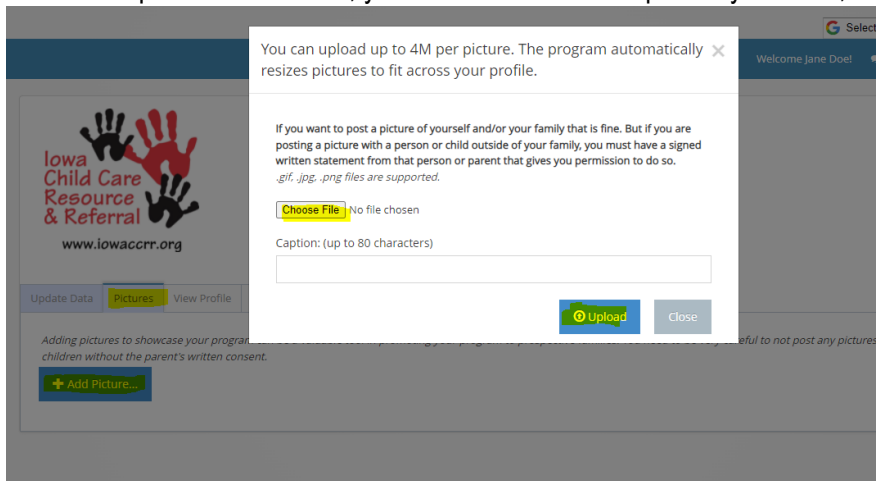 Select
Welcome Jane Doe!
You can upload up to 4M per picture. The program automatically
resizes pictures to fit across your profile.
If you want to post a picture of yourself and/or your family that is fine. But if you are
posting a picture with a person or child outside of your family, you must have a signed
written statement from that person or parent that gives you permission to do so.
.gif, .jpg, .png files are supported.
Choose File No file chosen
Caption: (up to 80 characters)
Upload Close
Iowa
Child Care
Resource
& Referral
www.iowaccrr.org
Update Data Pictures View Profile
Adding pictures to showcase your program
ful to not post any pictures
children without the parent's written consent.
+ Add Picture...